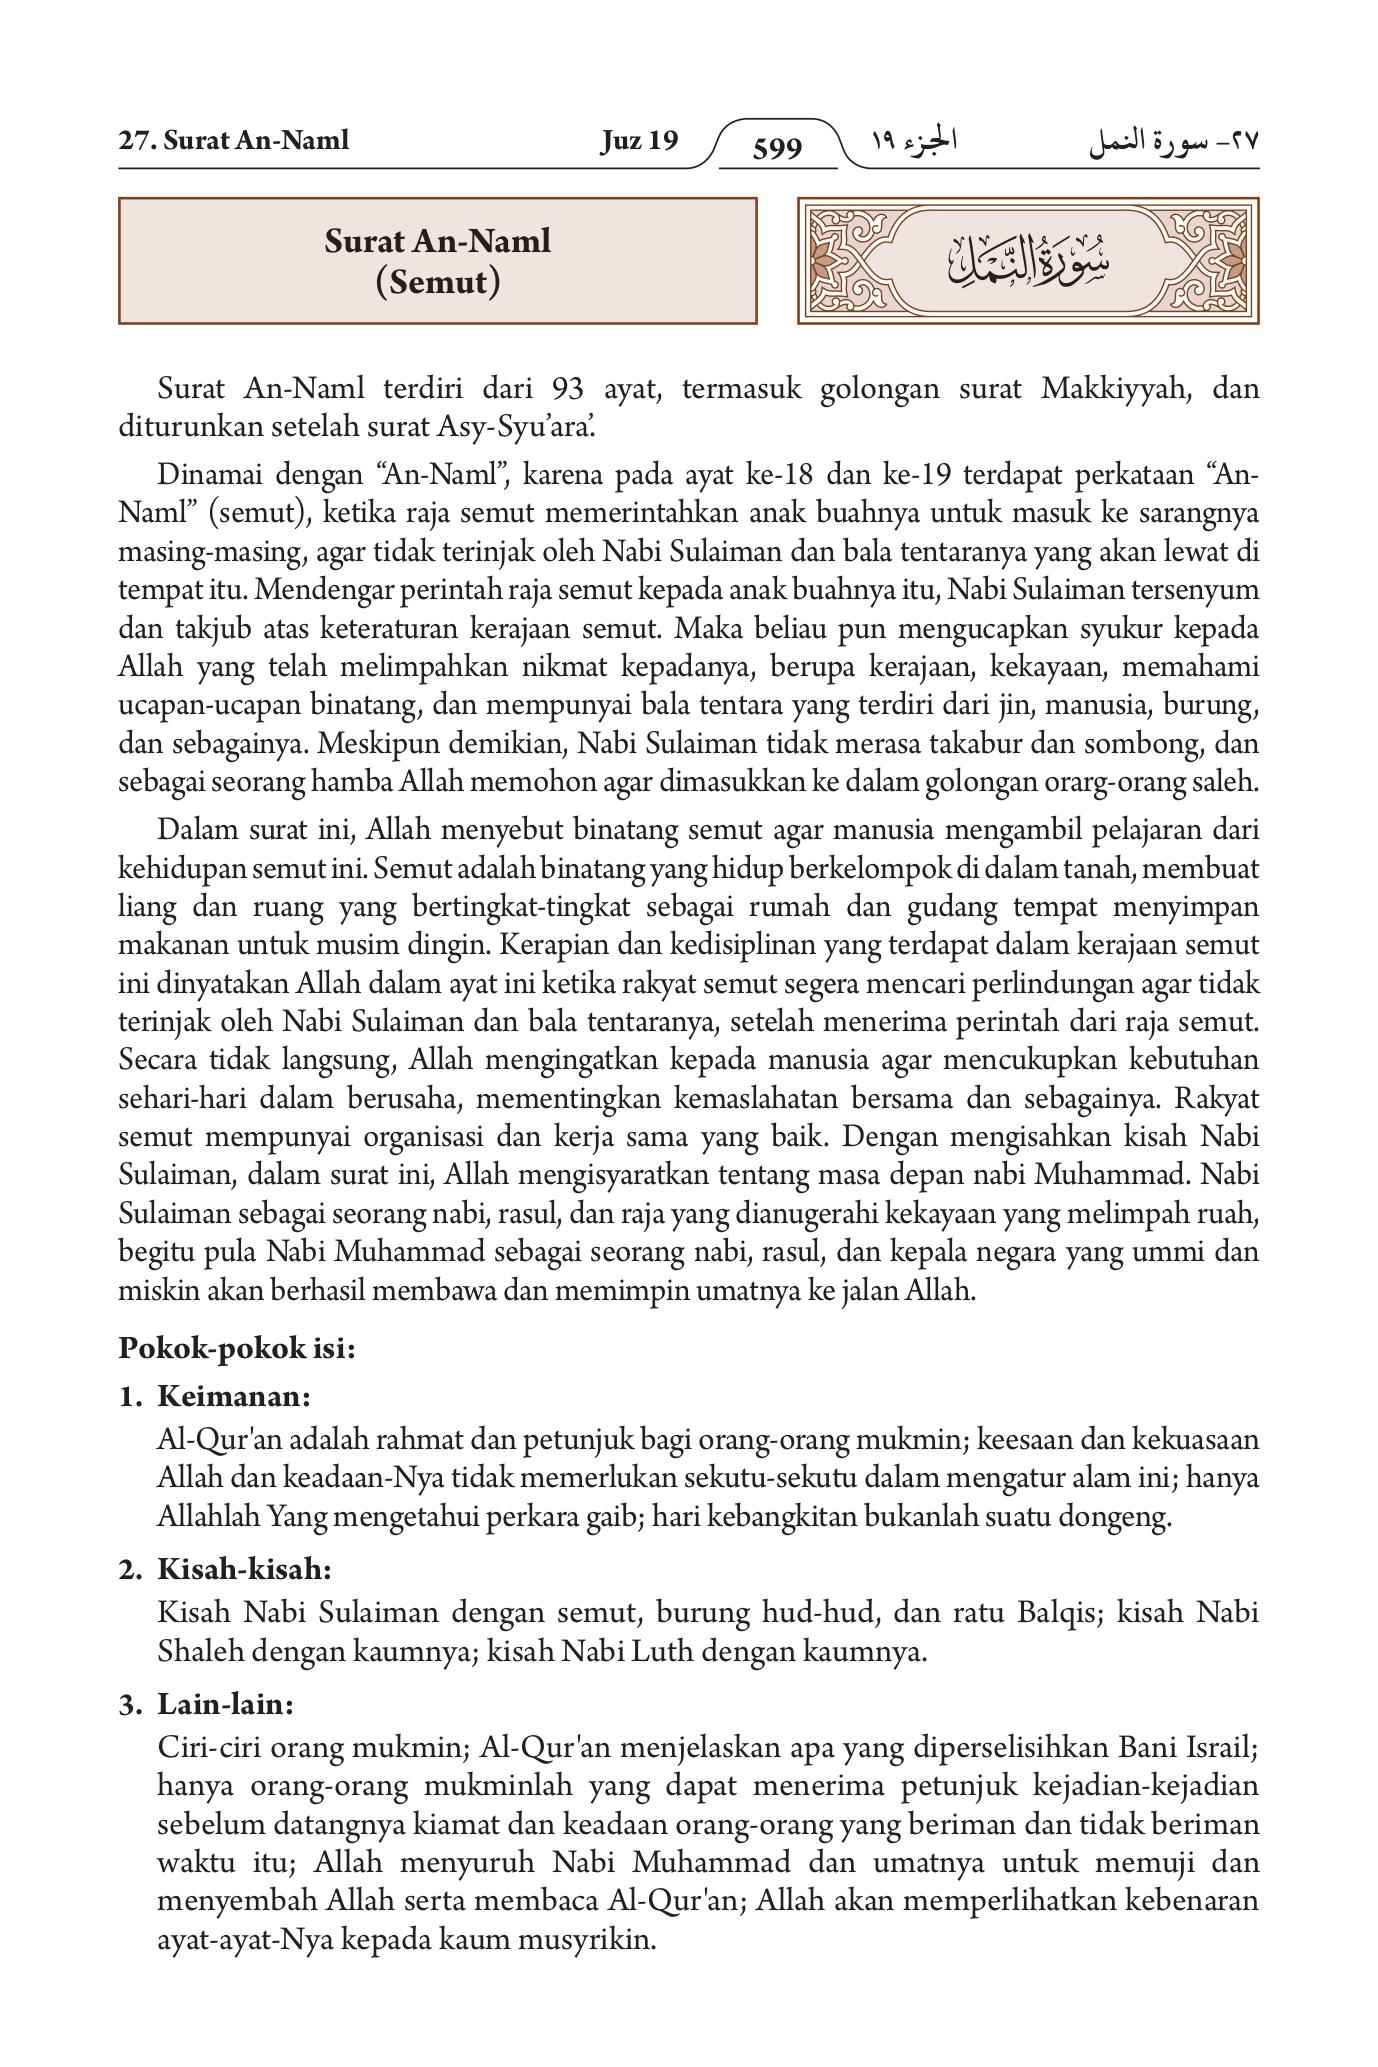 27. Surat An-Naml
Juz 19
599
الجزء ١٩
٢٧- سورة النمل
Surat An-Naml
(Semut)
سُورَةُ النَّمْلِ
Surat An-Naml terdiri dari 93 ayat, termasuk golongan surat Makkiyyah, dan
diturunkan setelah surat Asy-Syu’ara’.
Dinamai dengan “An-Naml”, karena pada ayat ke-18 dan ke-19 terdapat perkataan “An-
Naml” (semut), ketika raja semut memerintahkan anak buahnya untuk masuk ke sarangnya
masing-masing, agar tidak terinjak oleh Nabi Sulaiman dan bala tentaranya yang akan lewat di
tempat itu. Mendengar perintah raja semut kepada anak buahnya itu, Nabi Sulaiman tersenyum
dan takjub atas keteraturan kerajaan semut. Maka beliau pun mengucapkan syukur kepada
Allah yang telah melimpahkan nikmat kepadanya, berupa kerajaan, kekayaan, memahami
ucapan-ucapan binatang, dan mempunyai bala tentara yang terdiri dari jin, manusia, burung,
dan sebagainya. Meskipun demikian, Nabi Sulaiman tidak merasa takabur dan sombong, dan
sebagai seorang hamba Allah memohon agar dimasukkan ke dalam golongan orarg-orang saleh.
Dalam surat ini, Allah menyebut binatang semut agar manusia mengambil pelajaran dari
kehidupan semut ini. Semut adalah binatang yang hidup berkelompok di dalam tanah, membuat
liang dan ruang yang bertingkat-tingkat sebagai rumah dan gudang tempat menyimpan
makanan untuk musim dingin. Kerapian dan kedisiplinan yang terdapat dalam kerajaan semut
ini dinyatakan Allah dalam ayat ini ketika rakyat semut segera mencari perlindungan agar tidak
terinjak oleh Nabi Sulaiman dan bala tentaranya, setelah menerima perintah dari raja semut.
Secara tidak langsung, Allah mengingatkan kepada manusia agar mencukupkan kebutuhan
sehari-hari dalam berusaha, mementingkan kemaslahatan bersama dan sebagainya. Rakyat
semut mempunyai organisasi dan kerja sama yang baik. Dengan mengisahkan kisah Nabi
Sulaiman, dalam surat ini, Allah mengisyaratkan tentang masa depan nabi Muhammad. Nabi
Sulaiman sebagai seorang nabi, rasul, dan raja yang dianugerahi kekayaan yang melimpah ruah,
begitu pula Nabi Muhammad sebagai seorang nabi, rasul, dan kepala negara yang ummi dan
miskin akan berhasil membawa dan memimpin umatnya ke jalan Allah.
Pokok-pokok isi:
1. Keimanan:
Al-Qur'an adalah rahmat dan petunjuk bagi orang-orang mukmin; keesaan dan kekuasaan
Allah dan keadaan-Nya tidak memerlukan sekutu-sekutu dalam mengatur alam ini; hanya
Allahlah Yang mengetahui perkara gaib; hari kebangkitan bukanlah suatu dongeng.
2. Kisah-kisah:
Kisah Nabi Sulaiman dengan semut, burung hud-hud, dan ratu Balqis; kisah Nabi
Shaleh dengan kaumnya; kisah Nabi Luth dengan kaumnya.
3. Lain-lain:
Ciri-ciri orang mukmin; Al-Qur'an menjelaskan apa yang diperselisihkan Bani Israil;
hanya orang-orang mukminlah yang dapat menerima petunjuk kejadian-kejadian
sebelum datangnya kiamat dan keadaan orang-orang yang beriman dan tidak beriman
waktu itu; Allah menyuruh Nabi Muhammad dan umatnya untuk memuji dan
menyembah Allah serta membaca Al-Qur'an; Allah akan memperlihatkan kebenaran
ayat-ayat-Nya kepada kaum musyrikin.